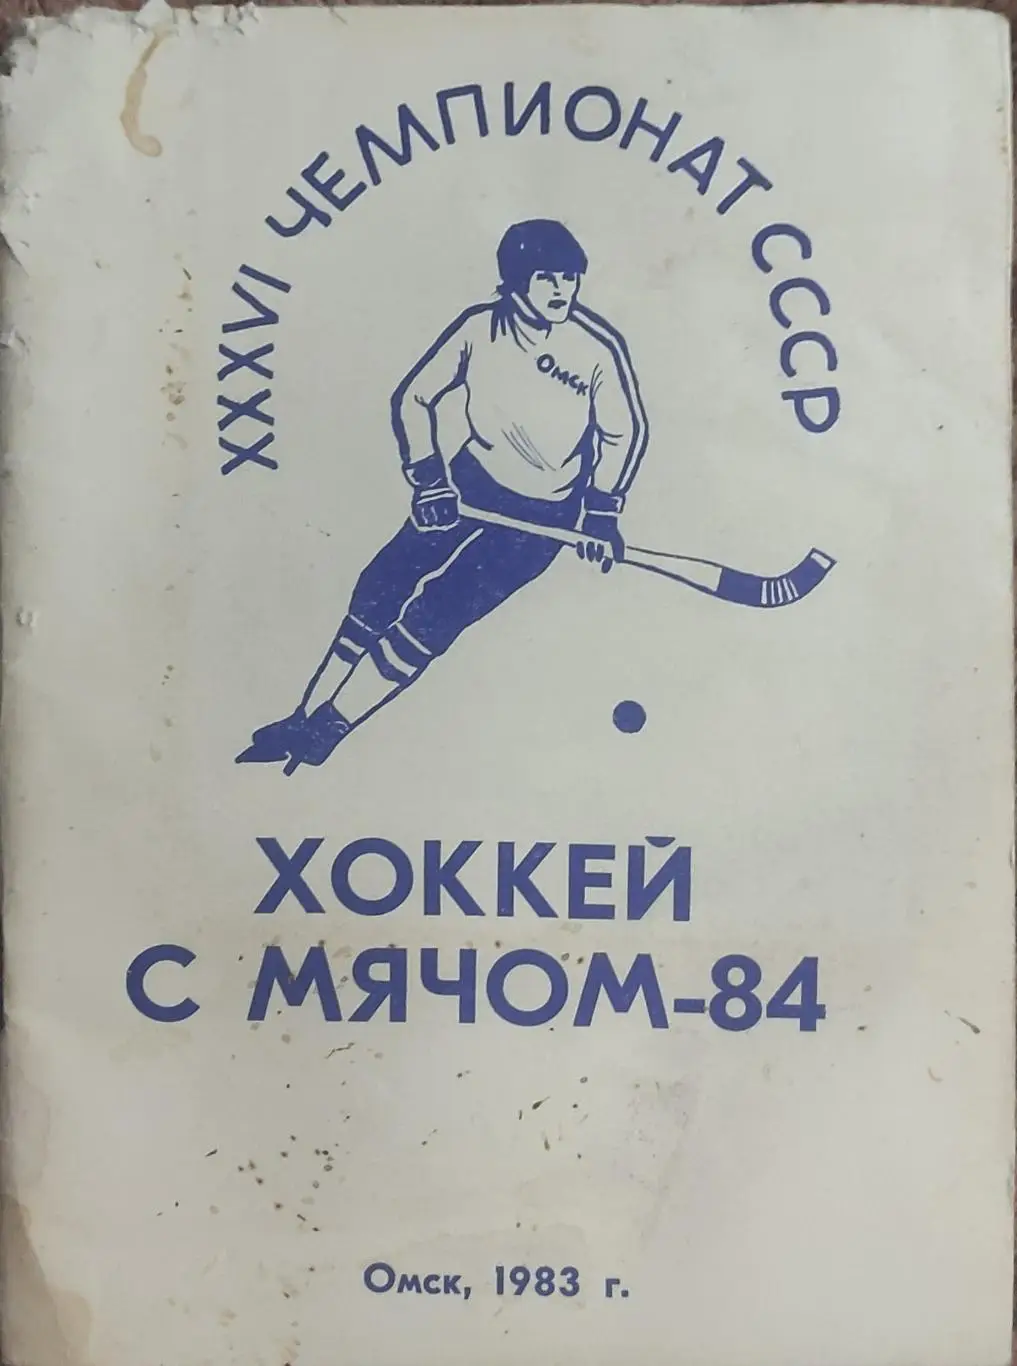 XXXVI ЧЕМПИОНАТ СССР
Омск
ХОККЕЙ
С МЯЧОМ-84
Омск, 1983 г.